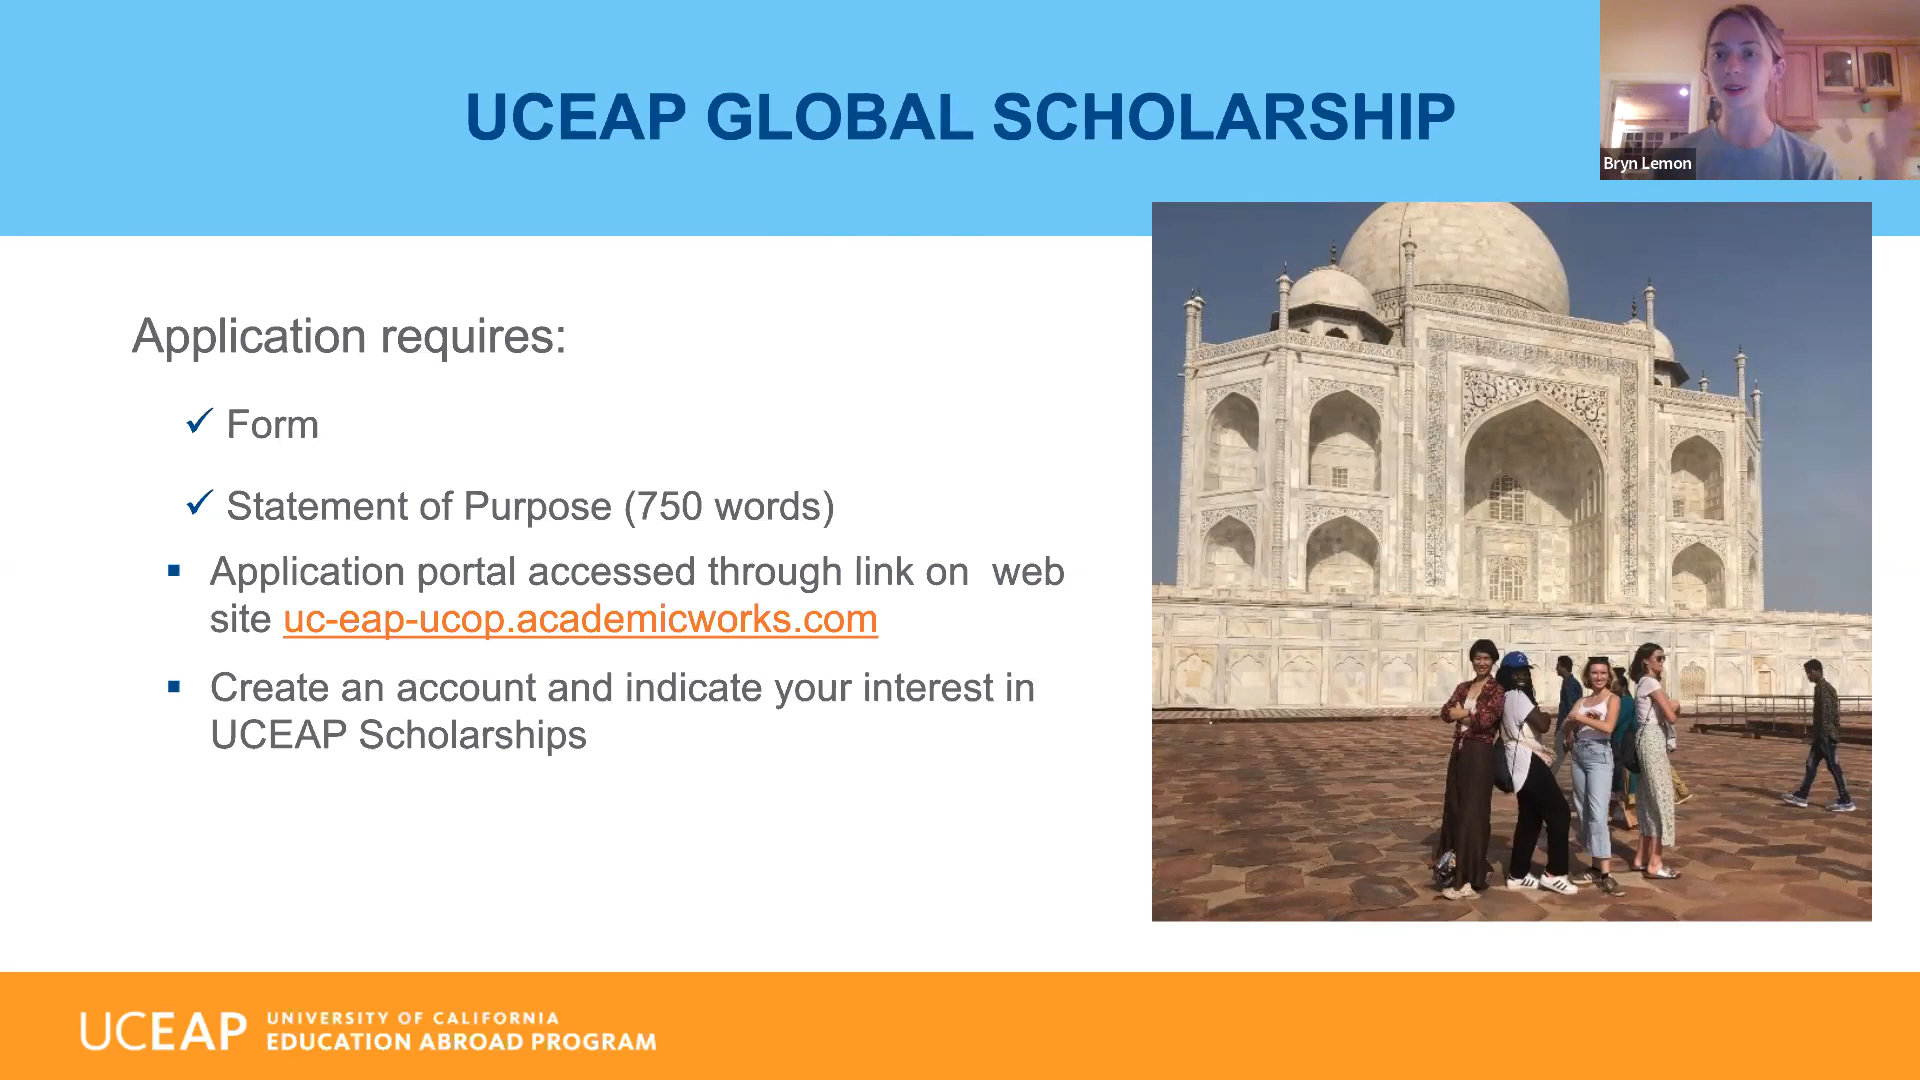 UCEAP GLOBAL SCHOLARSHIP
Bryn Lemon
Application requires:
✓ Form
✓ Statement of Purpose (750 words)
▪ Application portal accessed through link on  web
site uc-eap-ucop.academicworks.com
▪ Create an account and indicate your interest in
UCEAP Scholarships
UCEAP
UNIVERSITY OF CALIFORNIA
EDUCATION ABROAD PROGRAM